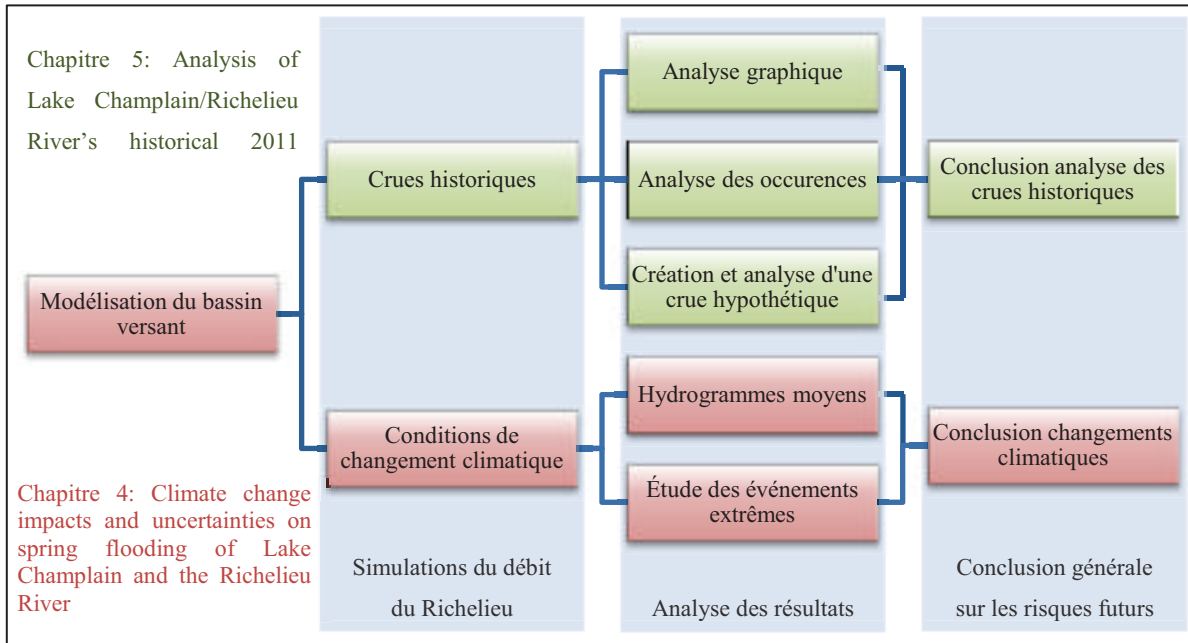 Chapitre 5: Analysis of
Lake Champlain/Richelieu
River's historical 2011
Modélisation du bassin
versant
Chapitre 4: Climate change
impacts and uncertainties on
spring flooding of Lake
Champlain and the Richelieu
River
Crues historiques
Conditions de
changement climatique
Simulations du débit
du Richelieu
Analyse graphique
Analyse des occurences
Création et analyse d'une
crue hypothétique
Hydrogrammes moyens
Étude des événements
extrêmes
Analyse des résultats
Conclusion analyse des
crues historiques
Conclusion changements
climatiques
Conclusion générale
sur les risques futurs